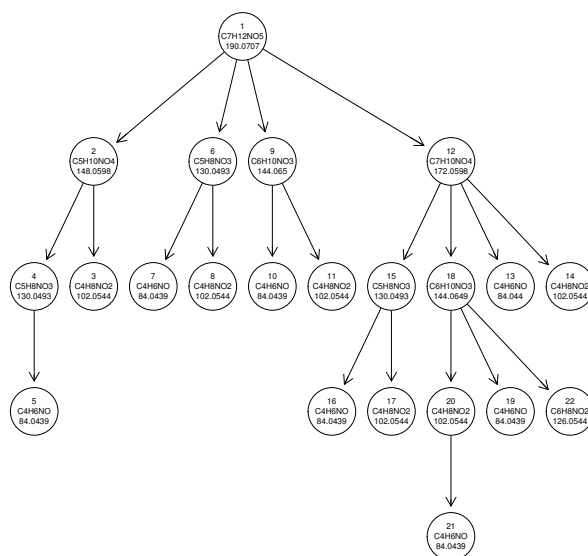 1
C7H12NO5
190.0707
2
C5H10NO4
148.0598
6
C5H8NO3
130.0493
9
C6H10NO3
144.065
12
C7H10NO4
172.0598
4
C5H8NO3
130.0493
3
C4H8NO2
102.0544
7
C4H6NO
84.0439
8
C4H8NO2
102.0544
10
C4H6NO
84.0439
11
C4H8NO2
102.0544
15
C5H8NO3
130.0493
18
C6H10NO3
144.0649
13
C4H6NO
84.044
14
C4H8NO2
102.0544
5
C4H6NO
84.0439
16
C4H6NO
84.0439
17
C4H8NO2
102.0544
20
C4H8NO2
102.0544
19
C4H6NO
84.0439
22
C6H8NO2
126.0544
21
C4H6NO
84.0439